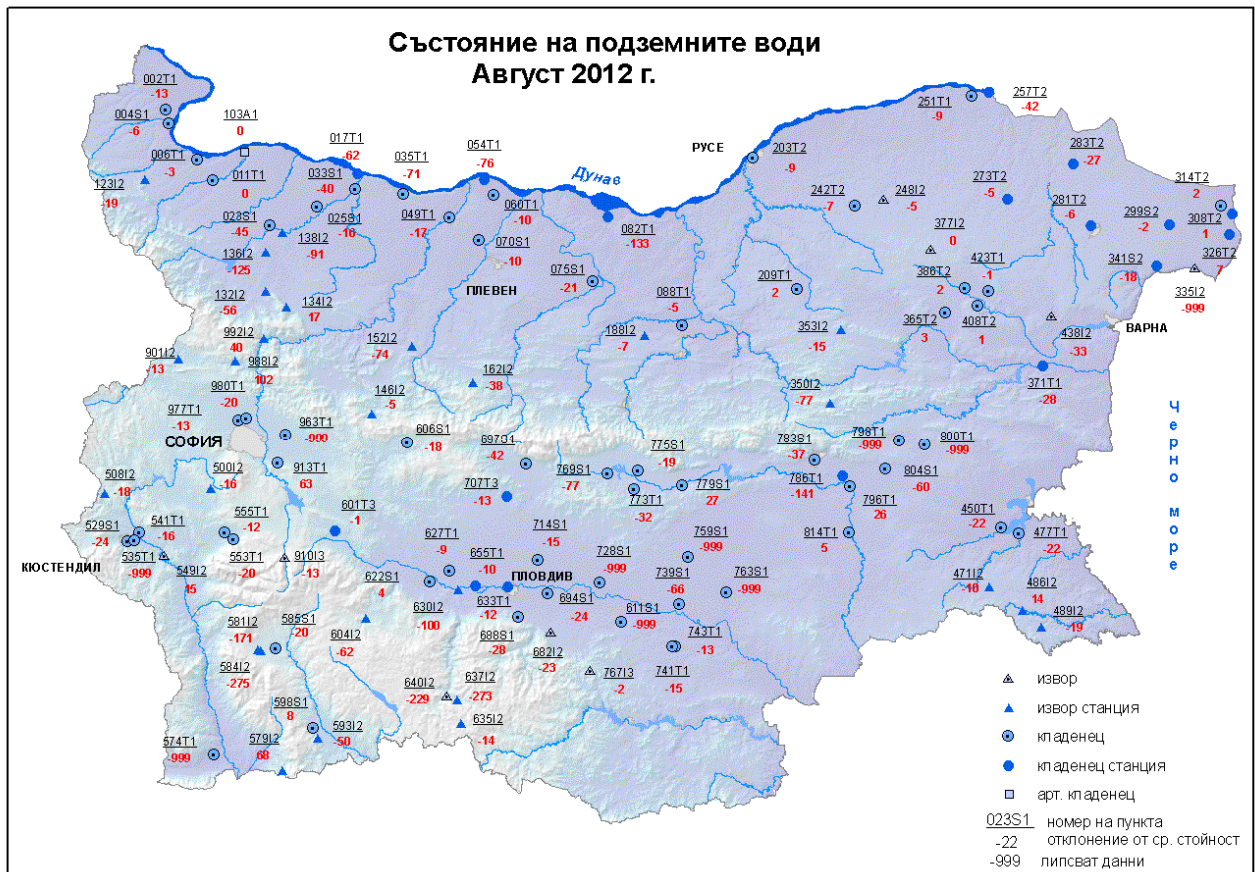 Състояние на подземните води
Август 2012 г.
002T1
-13
004S1
-6
103A1
0
006T1
-3
011T1
0
123I2
19
017T1
-62
033S1
-40
035T1
-71
054T1
-76
Дунав
РУСЕ
203T2
-9
251T1
-9
257T2
-42
283T2
-27
314T2
2
023S1
-45
025S1
-16
138I2
-91
136I2
-125
049T1
-17
060T1
-10
070S1
-10
082T1
-133
242T2
-7
248I2
-5
273T2
-5
281T2
-6
299S2
-2
308T2
1
326T2
7
377I2
0
423T1
-1
386T2
2
341S2
-18
335I2
-999
132I2
-56
134I2
17
ПЛЕВЕН
075S1
-21
088T1
-5
209T1
2
365T2
3
408T2
1
438I2
-33
ВАРНА
992I2
40
988I2
102
901I2
13
152I2
-74
188I2
-7
353I2
-15
162I2
-38
146I2
-5
350I2
-77
371T1
-28
980T1
-20
977T1
-13
СОФИЯ
963T1
-999
606S1
-18
697S1
-42
775S1
-19
783S1
-37
798T1
-999
800T1
-999
Черно море
508I2
-18
500I2
-16
913T1
63
707T3
-13
769S1
-77
773T1
-32
779S1
27
786T1
-141
804S1
-60
796T1
26
529S1
-24
541T1
-16
555T1
-12
601T3
-1
627T1
-9
714S1
-15
759S1
-999
814T1
5
450T1
-22
477T1
-22
КЮСТЕНДИЛ
535T1
-999
549I2
15
553T1
-20
910I3
-13
622S1
4
655T1
-10
ПЛОВДИВ
728S1
-999
739S1
-66
763S1
-999
471I2
-18
486I2
14
489I2
-19
581I2
-171
585S1
20
604I2
-62
630I2
-100
633T1
-12
694S1
-24
611S1
-999
688S1
-28
682I2
-23
743T1
-13
741T1
-15
767I3
-2
584I2
-275
640I2
-229
637I2
-273
635I2
-14
598S1
8
593I2
-50
574T1
-999
579I2
68
извор
извор станция
кладенец
кладенец станция
арт. кладенец
023S1 номер на пункта
-22 отклонение от ср. стойност
-999 липсват данни